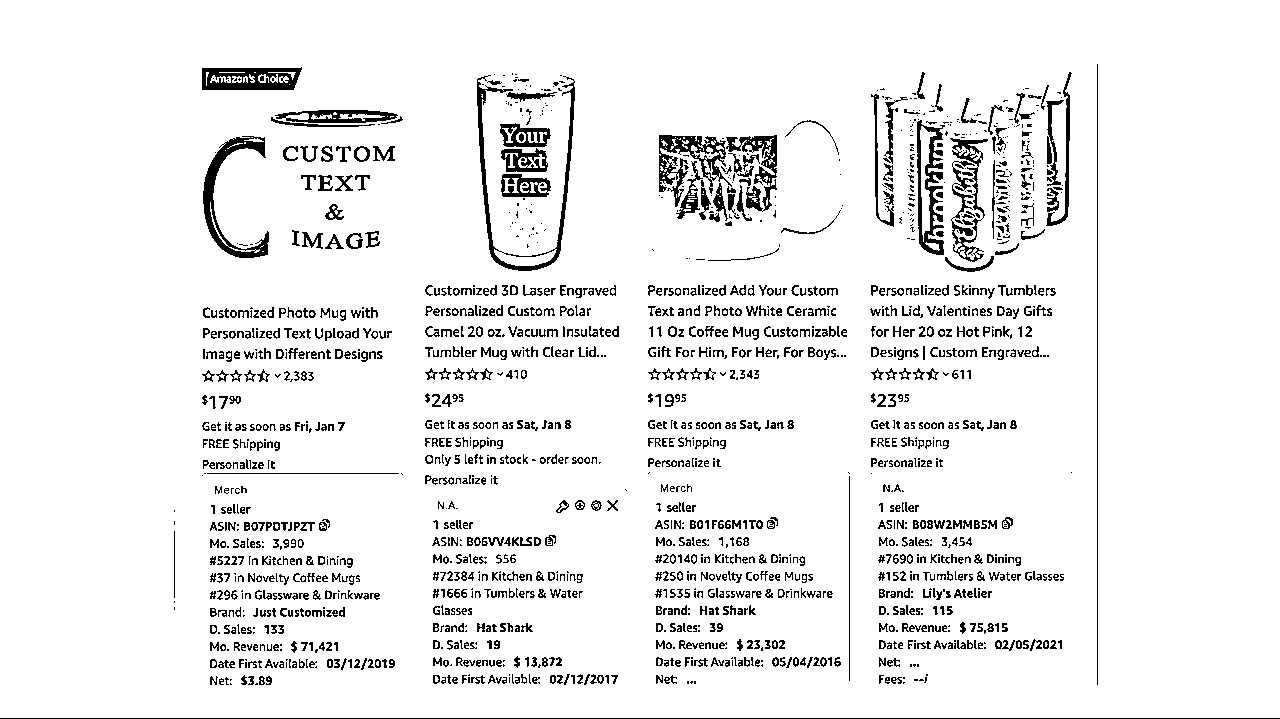 Amazon's Choice
CUSTOM
TEXT
&
IMAGE
Customized Photo Mug with
Personalized Text Upload Your
Image with Different Designs
2,383
$17 90
Get it as soon as Fri, Jan 7
FREE Shipping
Personalize it
Merch
1 seller
ASIN: B07PDTJPZT
Mo. Sales: 3,990
#5227 in Kitchen & Dining
#37 in Novelty Coffee Mugs
#296 in Glassware & Drinkware
Brand: Just Customized
D. Sales: 133
Mo. Revenue: $ 71,421
Date First Available: 03/12/2019
Net: $3.89
Your
Text
Here
Customized 3D Laser Engraved
Personalized Custom Polar
Camel 20 oz. Vacuum Insulated
Tumbler Mug with Clear Lid...
410
$24 95
Get it as soon as Sat, Jan 8
FREE Shipping
Only 5 left in stock - order soon.
Personalize it
N.A.
1 seller
ASIN: B06VV4KLSD
Mo. Sales: 556
#72384 in Kitchen & Dining
#1666 in Tumblers & Water
Glasses
Brand: Hat Shark
D. Sales: 19
Mo. Revenue: $ 13,872
Date First Available: 02/12/2017
Personalized Add Your Custom
Text and Photo White Ceramic
11 Oz Coffee Mug Customizable
Gift For Him, For Her, For Boys...
2,343
$19 95
Get it as soon as Sat, Jan 8
FREE Shipping
Personalize it
Merch
1 seller
ASIN: B01F66M1TO
Mo. Sales: 1,168
#20140 in Kitchen & Dining
#250 in Novelty Coffee Mugs
#1535 in Glassware & Drinkware
Brand: Hat Shark
D. Sales: 39
Mo. Revenue: $ 23,302
Date First Available: 05/04/2016
Net: ...
brooklyn
Elizabeth
Personalized Skinny Tumblers
with Lid, Valentines Day Gifts
for Her 20 oz Hot Pink, 12
Designs | Custom Engraved...
611
$23 95
Get it as soon as Sat, Jan 8
FREE Shipping
Personalize it
N.A.
1 seller
ASIN: B08W2MMB5M
Mo. Sales: 3,454
#7690 in Kitchen & Dining
#152 in Tumblers & Water Glasses
Brand: Lily's Atelier
D. Sales: 115
Mo. Revenue: $ 75,815
Date First Available: 02/05/2021
Net: ...
Fees: --/